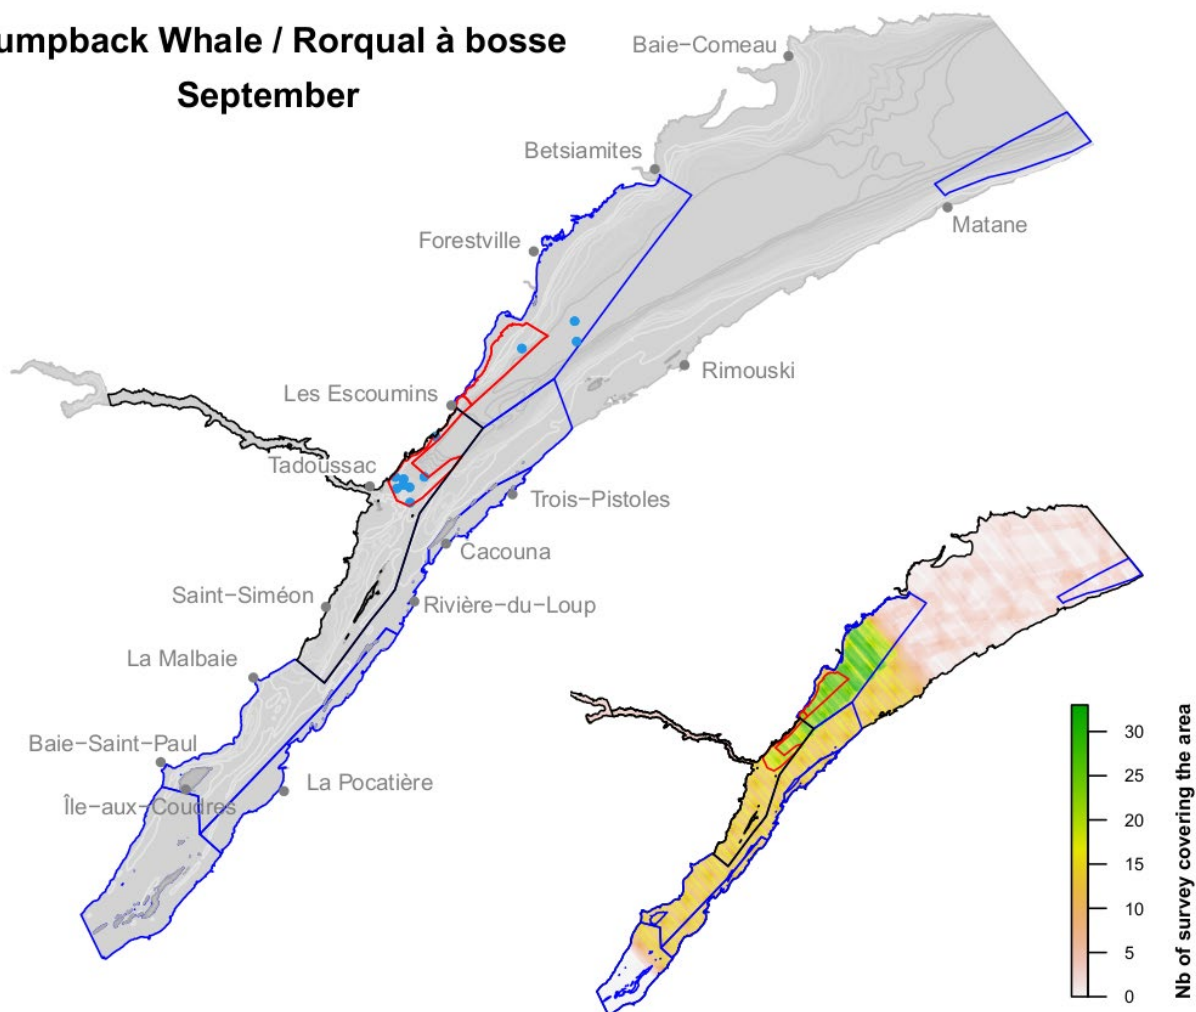 umpback Whale / Rorqual à bosse
September
Baie−Comeau
Betsiamites
Forestville
Matane
Les Escoumins
Rimouski
Tadoussac
Trois−Pistoles
Cacouna
Saint−Siméon
Rivière−du−Loup
La Malbaie
Baie−Saint−Paul
La Pocatière
Île−aux−Coudres
30
25
20
15
10
5
0
Nb of survey covering the area